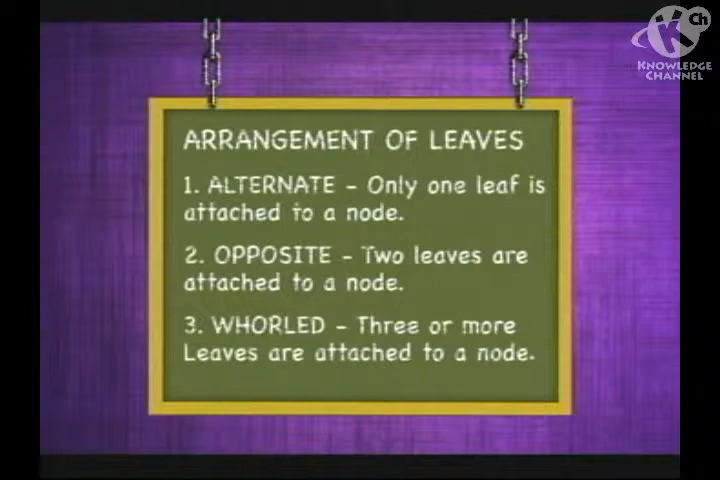 K Ch
KNOWLEDGE
CHANNEL
ARRANGEMENT OF LEAVES
1. ALTERNATE - Only one leaf is
attached to a node.
2. OPPOSITE - Two leaves are
attached to a node.
3. WHORLED - Three or more
Leaves are attached to a node.